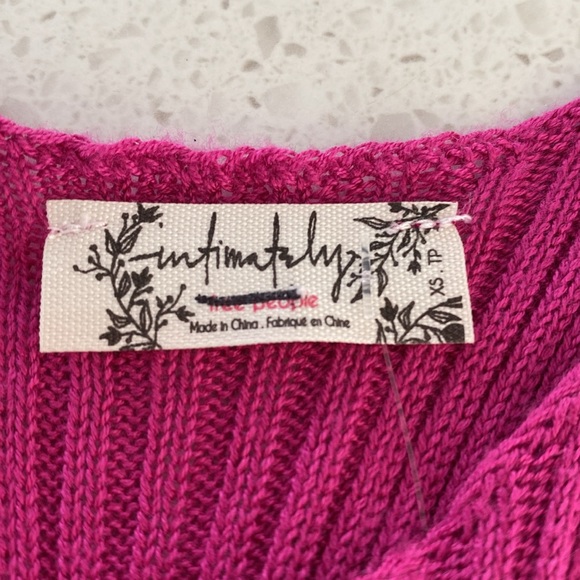 intimately
free people
Made in China . Fabriqué en Chine
XS . TP